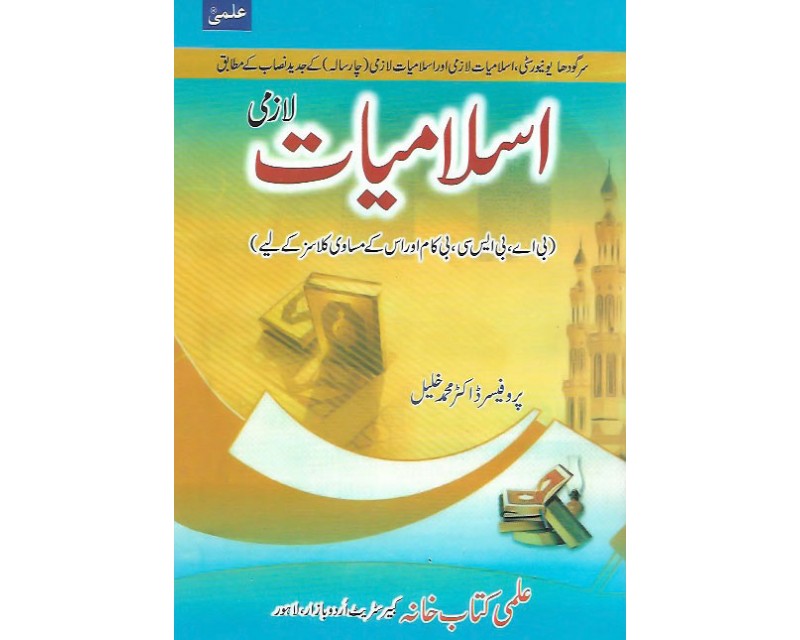 علمی
سرگودھا یونیورسٹی، اسلامیات لازمی اور اسلامیات لازمی (چار سالہ) کے جدید نصاب کے مطابق
اسلامیات لازمی
(بی اے، بی ایس سی، بی کام اور اس کے مساوی کلاسز کے لیے)
پروفیسر ڈاکٹر محمد خلیل
علمی کتاب خانہ کبیر سٹریٹ اُردو بازار، لاہور